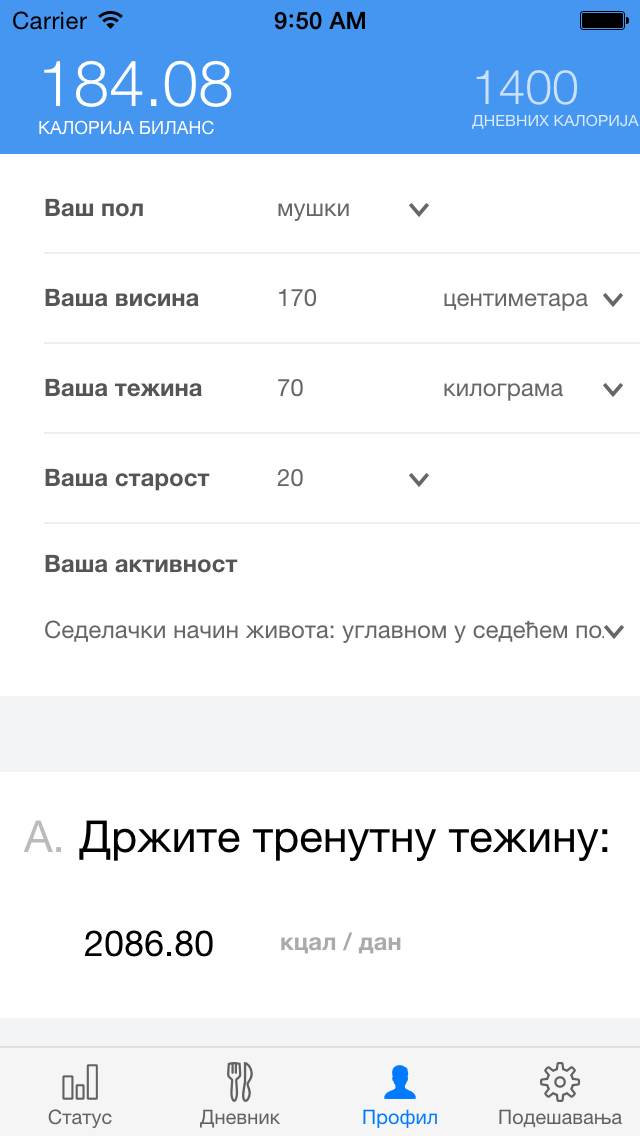 Carrier 9:50 AM
184.08 1400
КАЛОРИЈА БИЛАНС ДНЕВНИХ КАЛОРИЈА
Ваш пол мушки
Ваша висина 170 центиметара
Ваша тежина 70 килограма
Ваша старост 20
Ваша активност
Седелачки начин живота: углавном у седећем по.
А. Држите тренутну тежину:
2086.80 кцал / дан
Статус Дневник Профил Подешавања